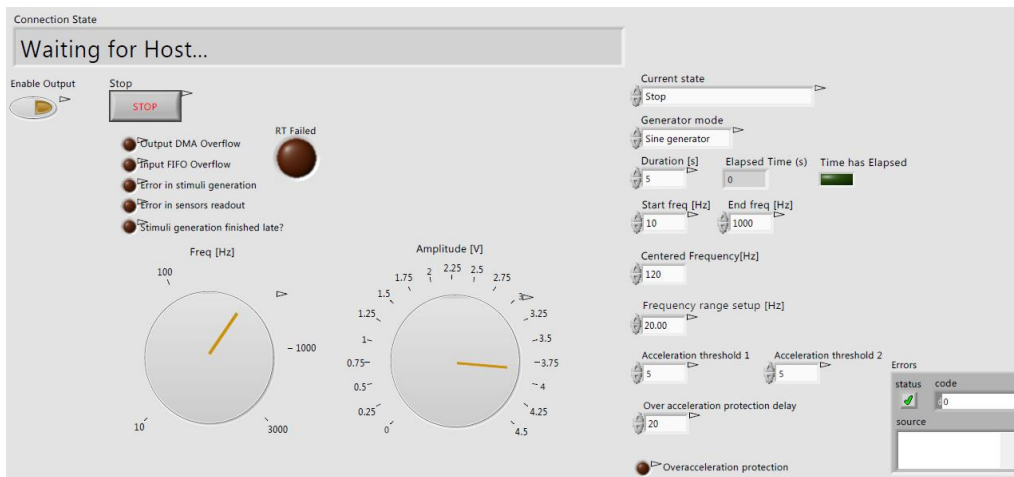 Connection State
Waiting for Host...
Enable Output
Stop
STOP
RT Failed
Output DMA Overflow
Input FIFO Overflow
Error in stimuli generation
Error in sensors readout
Stimuli generation finished late?
Freq [Hz]
100
1000
10
3000
Amplitude [V]
0
0.25
0.5
0.75
1
1.25
1.5
1.75
2
2.25
2.5
2.75
3
3.25
3.5
3.75
4
4.25
4.5
Current state
Stop
Generator mode
Sine generator
Duration [s]
5
Elapsed Time (s)
0
Time has Elapsed
Start freq [Hz]
10
End freq [Hz]
1000
Centered Frequency[Hz]
120
Frequency range setup [Hz]
20.00
Acceleration threshold 1
5
Acceleration threshold 2
5
Over acceleration protection delay
20
Overacceleration protection
Errors
status
code
0
source